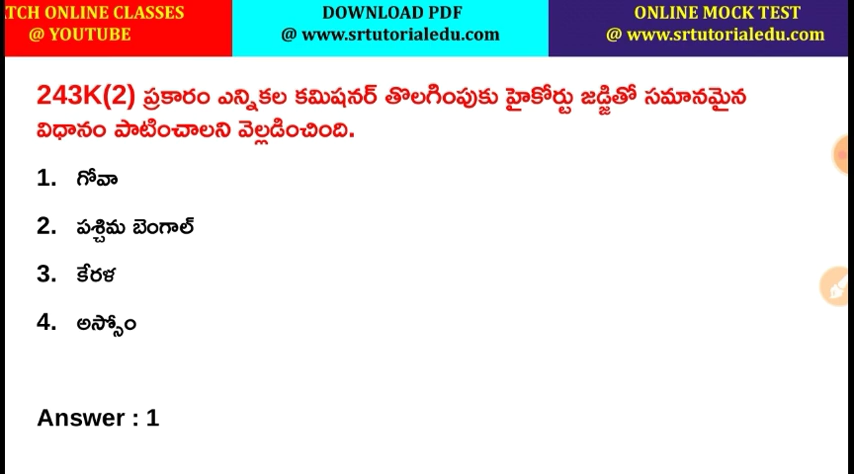 TCH ONLINE CLASSES
@ YOUTUBE
DOWNLOAD PDF
@ www.srtutorialedu.com
ONLINE MOCK TEST
@ www.srtutorialedu.com
243K(2) ప్రకారం ఎన్నికల కమిషనర్ తొలగింపుకు హైకోర్టు జడ్జితో సమానమైన
విధానం పాటించాలని వెల్లడించింది.
1. గోవా
2. పశ్చిమ బెంగాల్
3. కేరళ
4. అస్సోం
Answer : 1